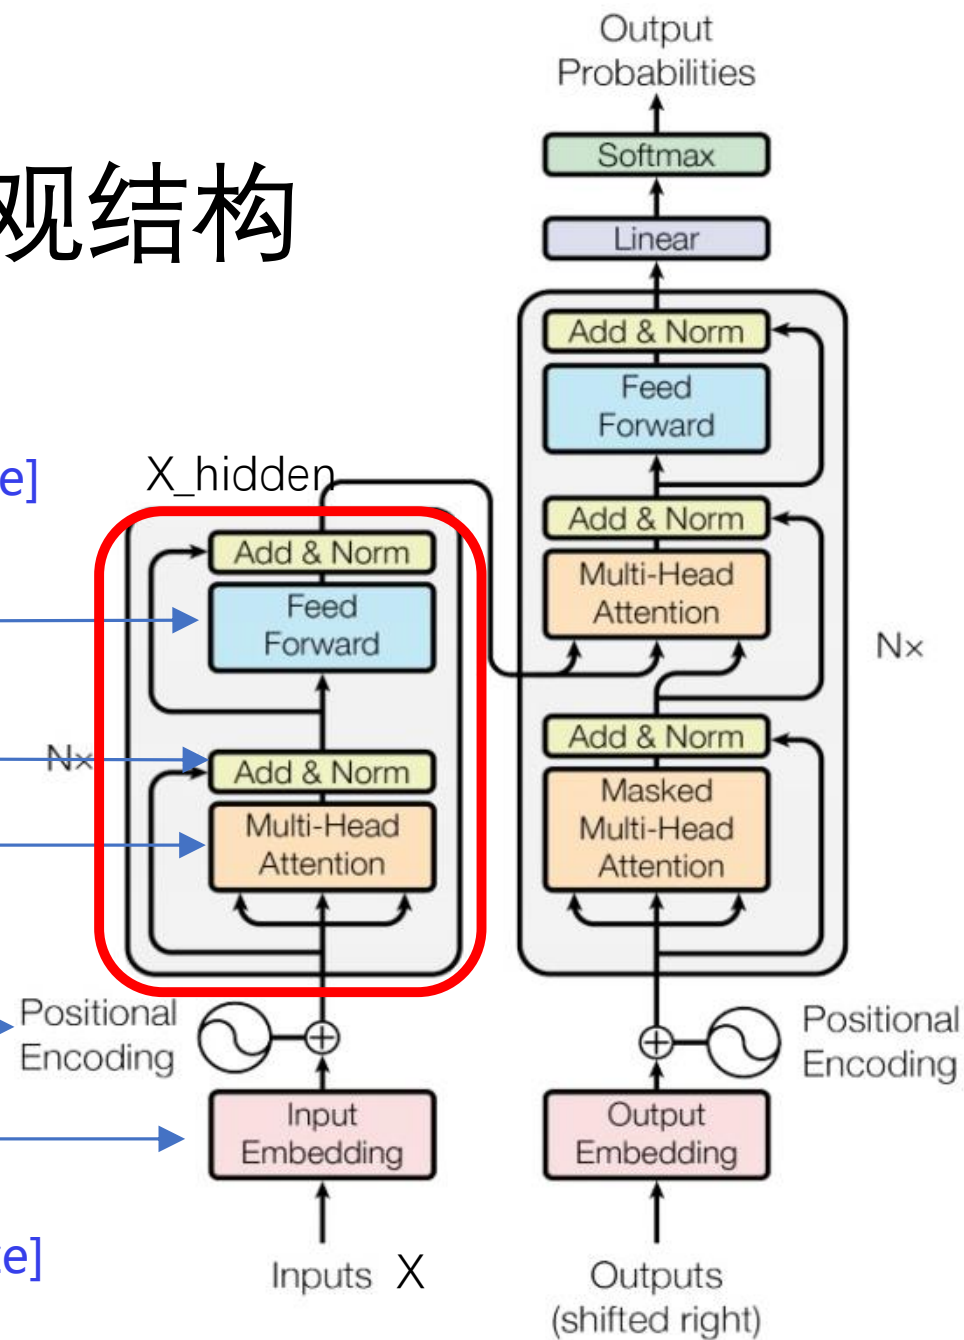 观结构
e]
X_hidden
Add & Norm
Feed
Forward
Add & Norm
Multi-Head
Attention
N×
Positional
Encoding
Input
Embedding
e]
Inputs X
Output
Probabilities
Softmax
Linear
Add & Norm
Feed
Forward
Add & Norm
Multi-Head
Attention
N×
Add & Norm
Masked
Multi-Head
Attention
Positional
Encoding
Output
Embedding
Outputs
(shifted right)